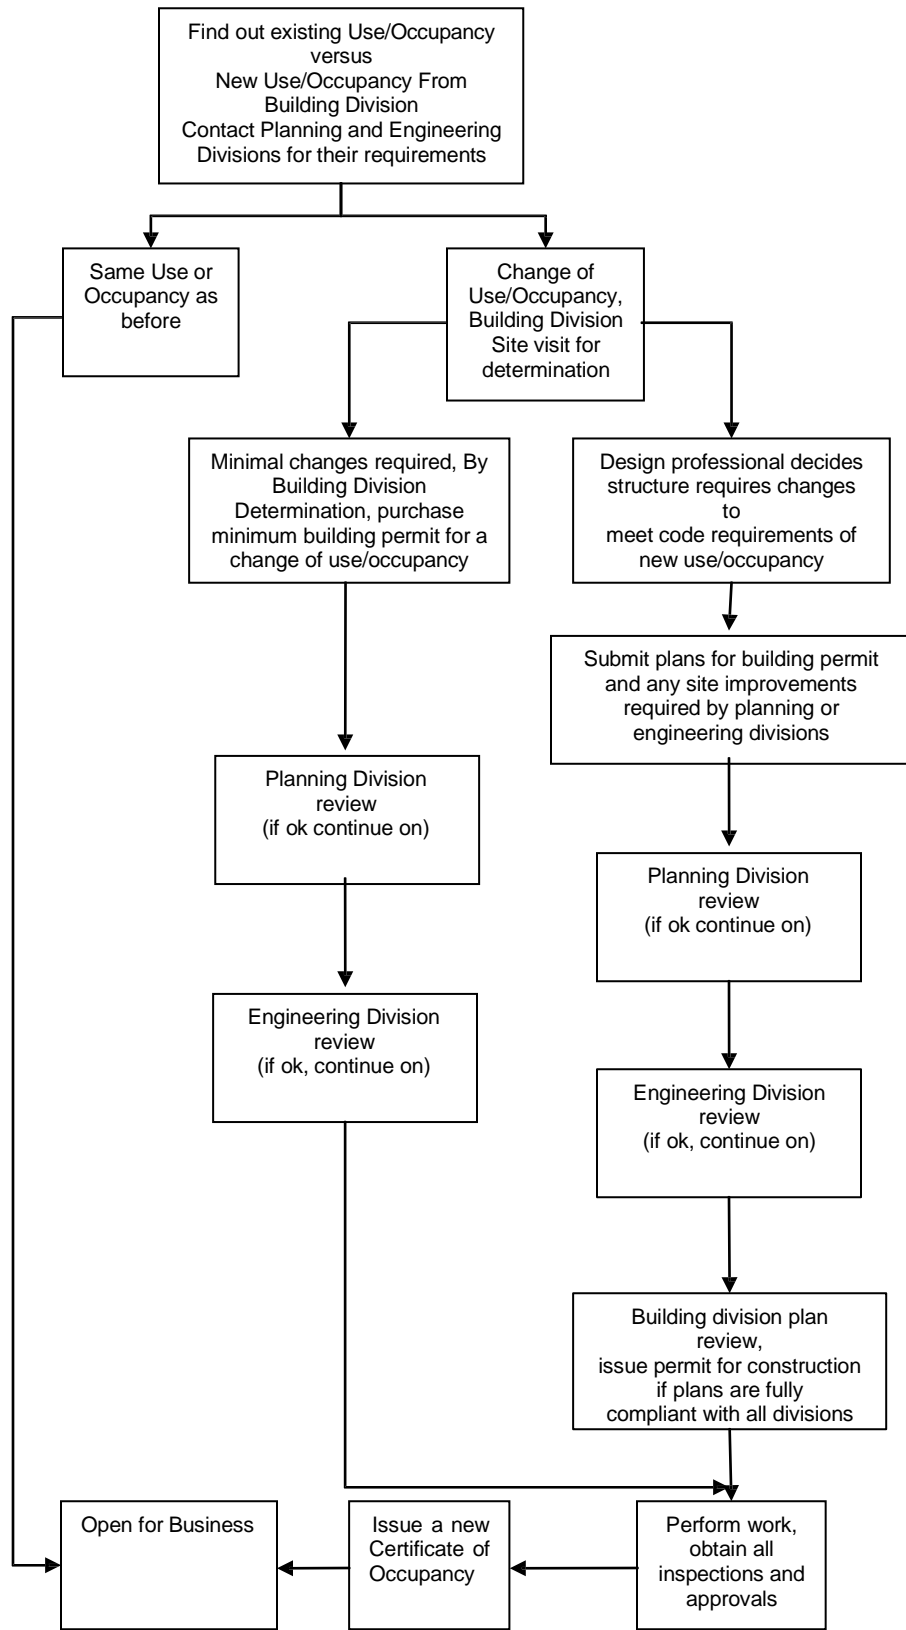 Find out existing Use/Occupancy
versus
New Use/Occupancy From
Building Division
Contact Planning and Engineering
Divisions for their requirements
Same Use or
Occupancy as
before
Change of
Use/Occupancy,
Building Division
Site visit for
determination
Minimal changes required, By
Building Division
Determination, purchase
minimum building permit for a
change of use/occupancy
Design professional decides
structure requires changes
to
meet code requirements of
new use/occupancy
Submit plans for building permit
and any site improvements
required by planning or
engineering divisions
Planning Division
review
(if ok continue on)
Planning Division
review
(if ok continue on)
Engineering Division
review
(if ok, continue on)
Engineering Division
review
(if ok, continue on)
Building division plan
review,
issue permit for construction
if plans are fully
compliant with all divisions
Open for Business
Issue a new
Certificate of
Occupancy
Perform work,
obtain all
inspections and
approvals